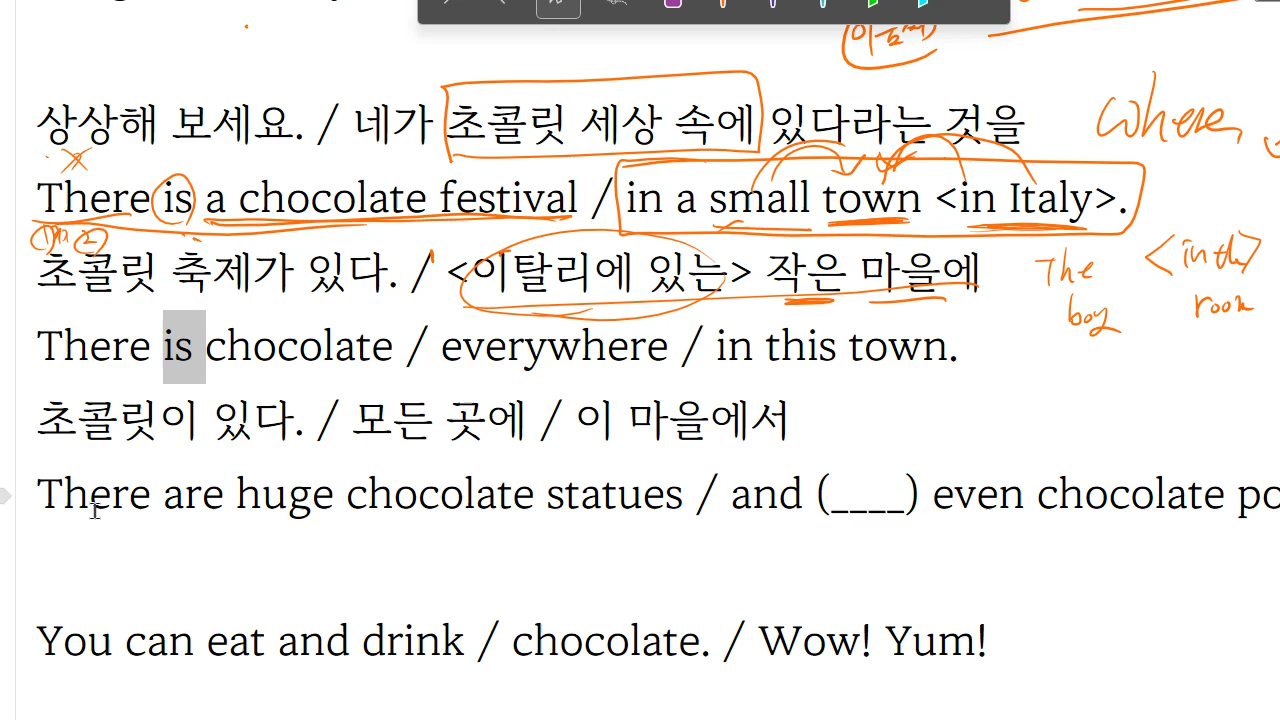 상상해 보세요. / 네가 초콜릿 세상 속에 있다라는 것을
where,
There is a chocolate festival / in a small town <in Italy>.
초콜릿 축제가 있다. / <이탈리에 있는> 작은 마을에
The boy <in the> room
There is chocolate / everywhere / in this town.
초콜릿이 있다. / 모든 곳에 / 이 마을에서
There are huge chocolate statues / and (____) even chocolate po
You can eat and drink / chocolate. / Wow! Yum!